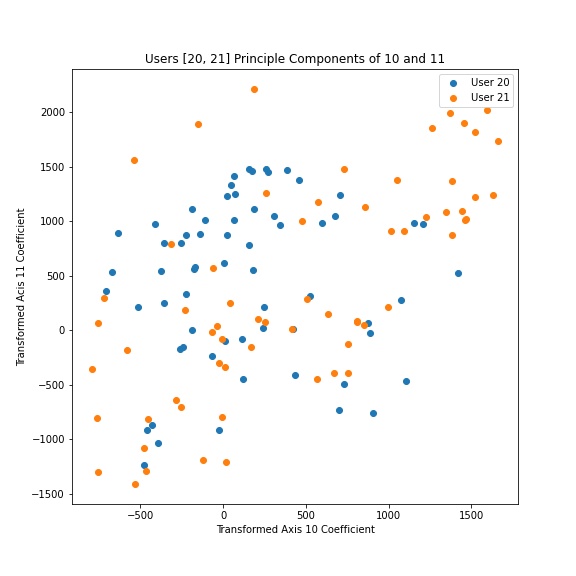 Users [20, 21] Principle Components of 10 and 11
User 20
User 21
2000
1500
1000
500
0
−500
−1000
−1500
Transformed Acis 11 Coefficient
−500
0
500
1000
1500
Transformed Axis 10 Coefficient